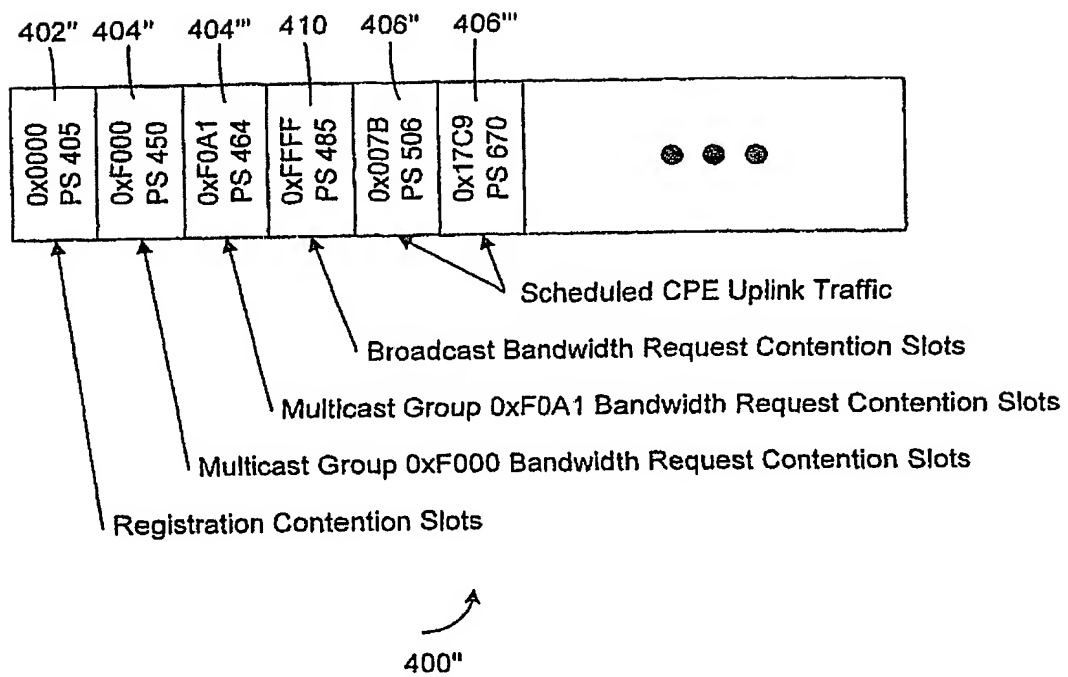 402" 404" 404''' 410 406" 406'''
0x0000
PS 405
0xF000
PS 450
0xF0A1
PS 464
0xFFFF
PS 485
0x007B
PS 506
0x17C9
PS 670
Scheduled CPE Uplink Traffic
Broadcast Bandwidth Request Contention Slots
Multicast Group 0xF0A1 Bandwidth Request Contention Slots
Multicast Group 0xF000 Bandwidth Request Contention Slots
Registration Contention Slots
400"